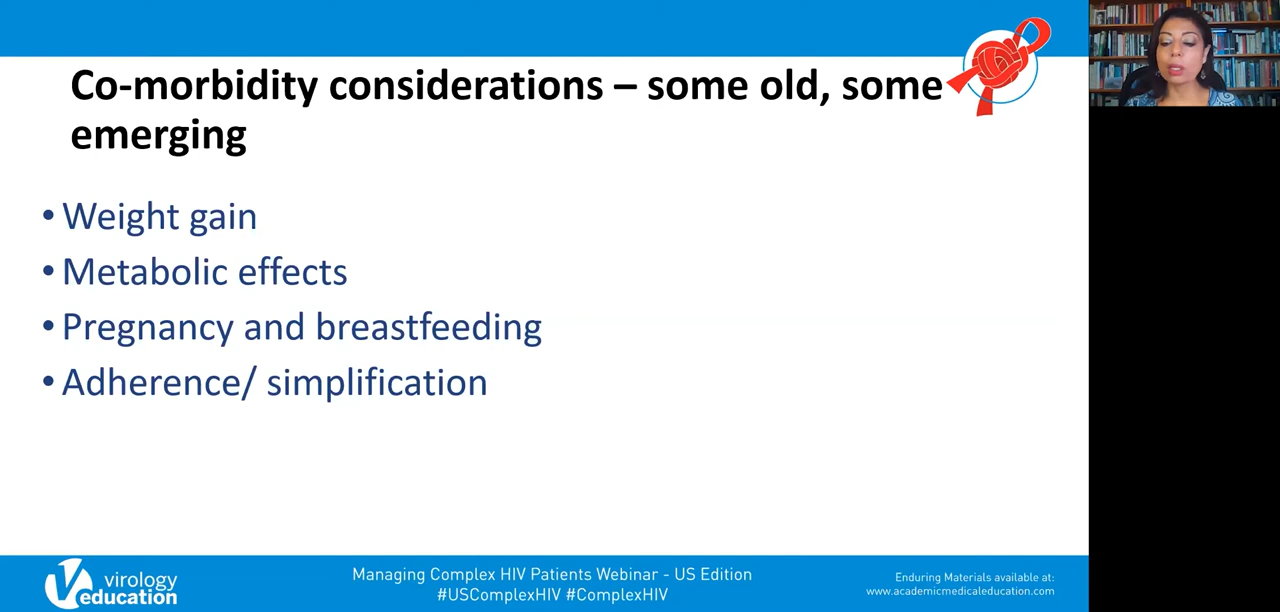 Co-morbidity considerations – some old, some
emerging
• Weight gain
• Metabolic effects
• Pregnancy and breastfeeding
• Adherence/ simplification
virology
education
Managing Complex HIV Patients Webinar - US Edition
#USComplexHIV #ComplexHIV
Enduring Materials available at:
www.academicmedicaleducation.com